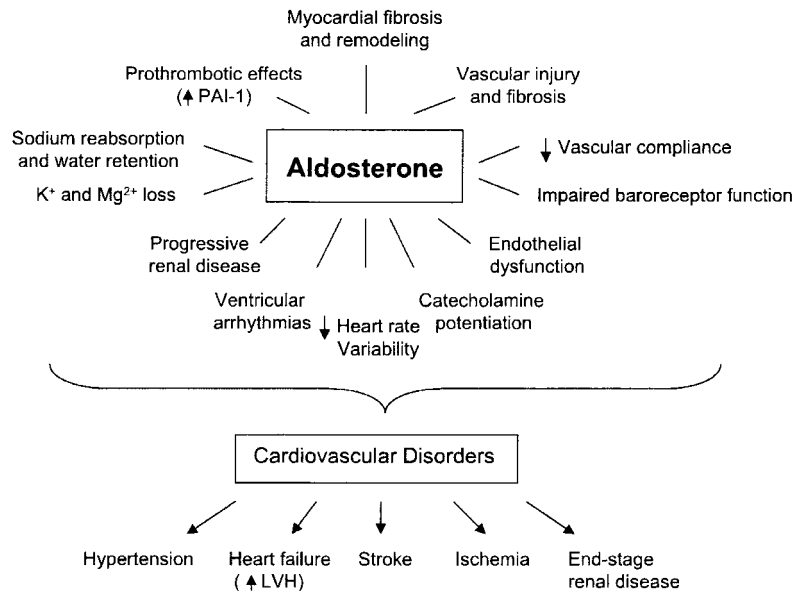 Myocardial fibrosis
and remodeling
Prothrombotic effects
(↑ PAI-1)
Vascular injury
and fibrosis
Sodium reabsorption
and water retention
Aldosterone
↓ Vascular compliance
K⁺ and Mg²⁺ loss
Impaired baroreceptor function
Progressive
renal disease
Endothelial
dysfunction
Ventricular
arrhythmias
↓ Heart rate
Variability
Catecholamine
potentiation
Cardiovascular Disorders
Hypertension
Heart failure
(↑ LVH)
Stroke
Ischemia
End-stage
renal disease